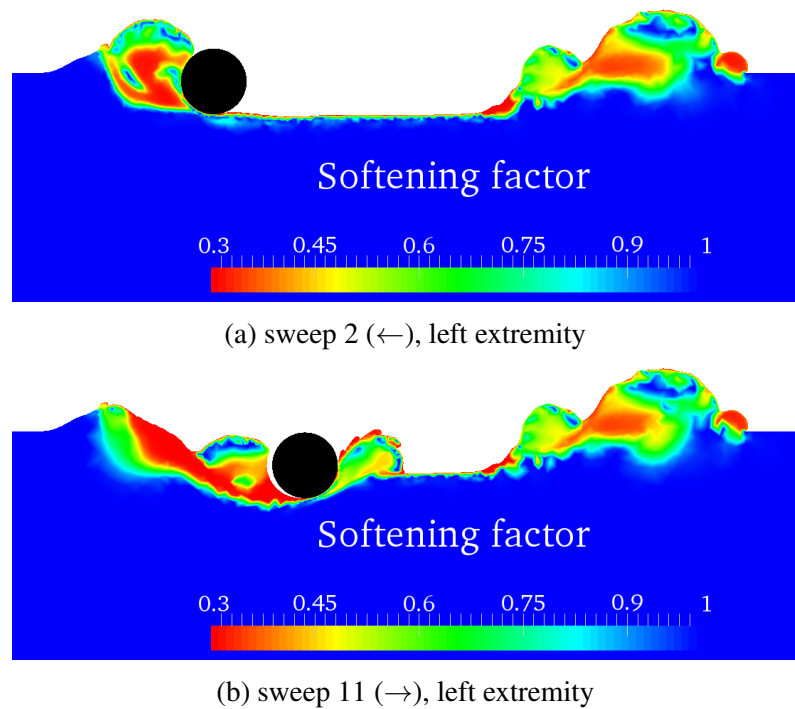 Softening factor
0.3 0.45 0.6 0.75 0.9 1
(a) sweep 2 (←), left extremity
Softening factor
0.3 0.45 0.6 0.75 0.9 1
(b) sweep 11 (→), left extremity